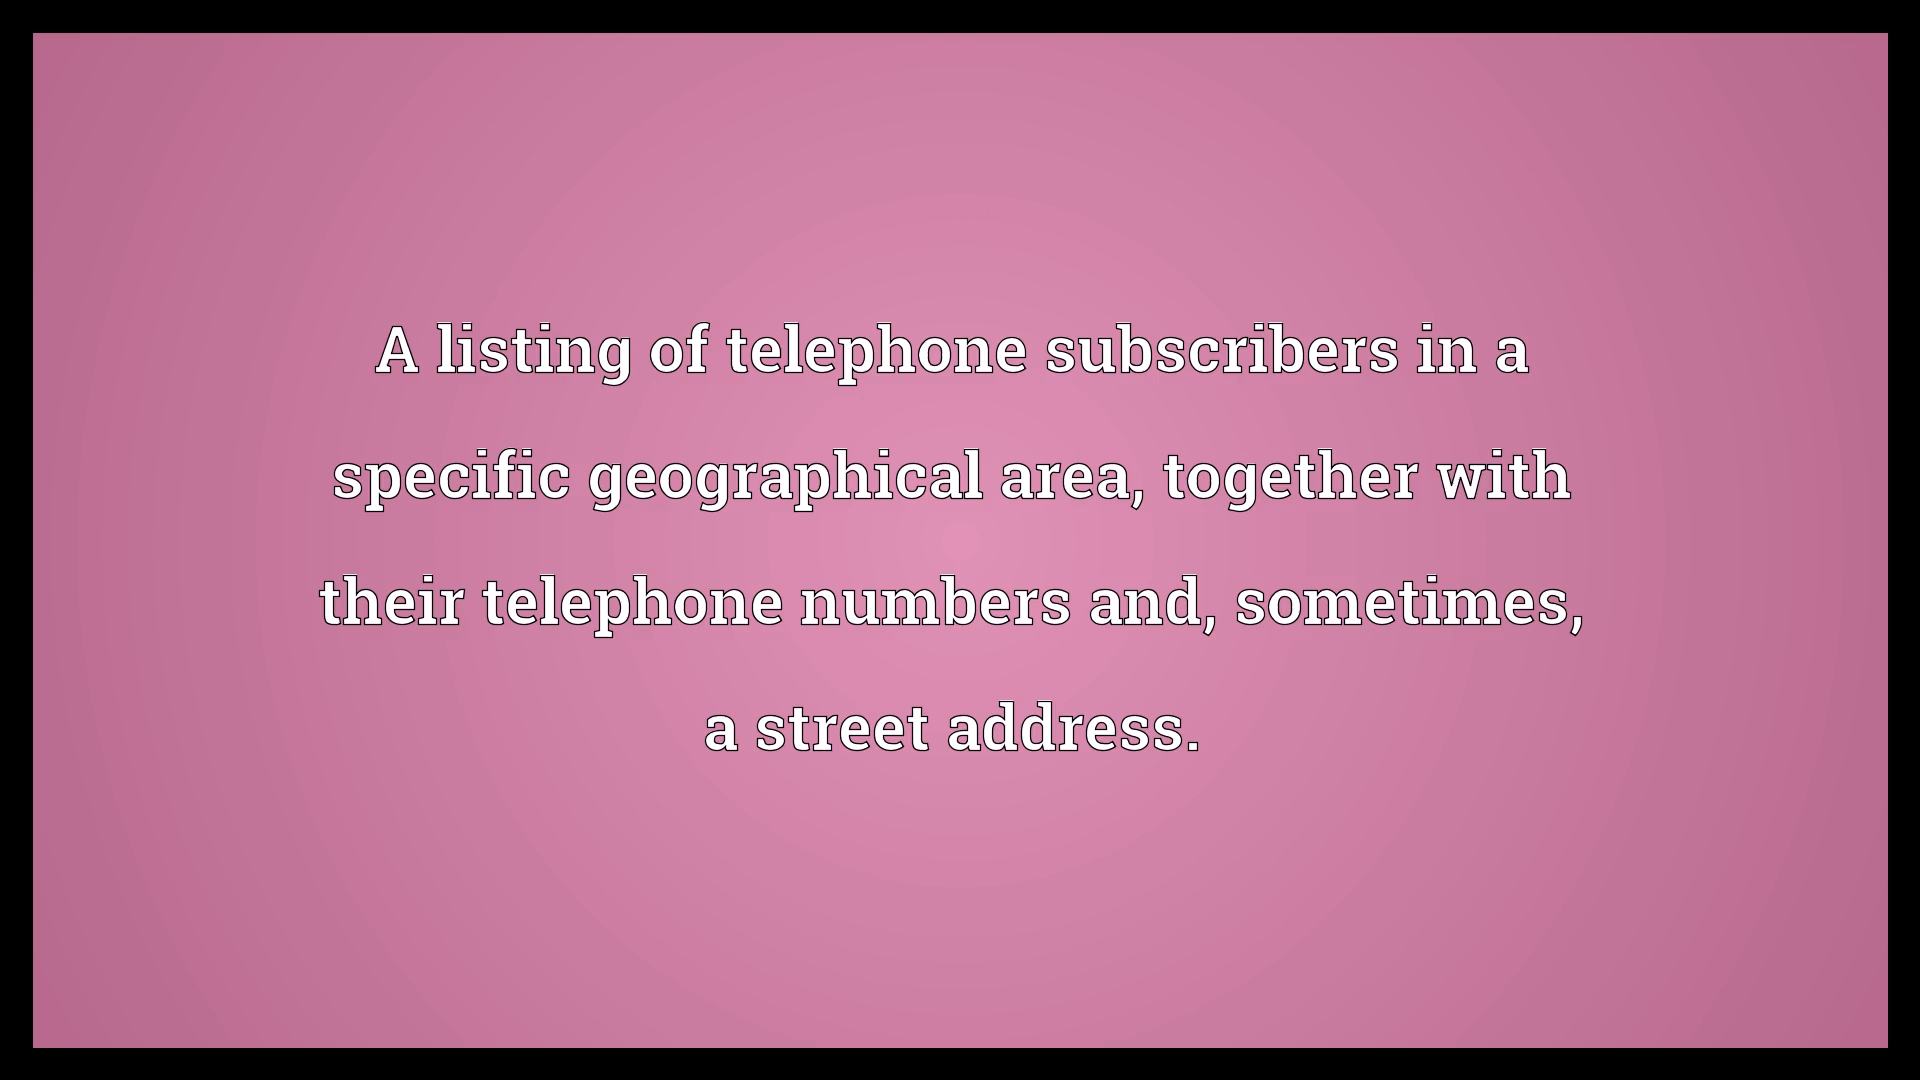 A listing of telephone subscribers in a
specific geographical area, together with
their telephone numbers and, sometimes,
a street address.